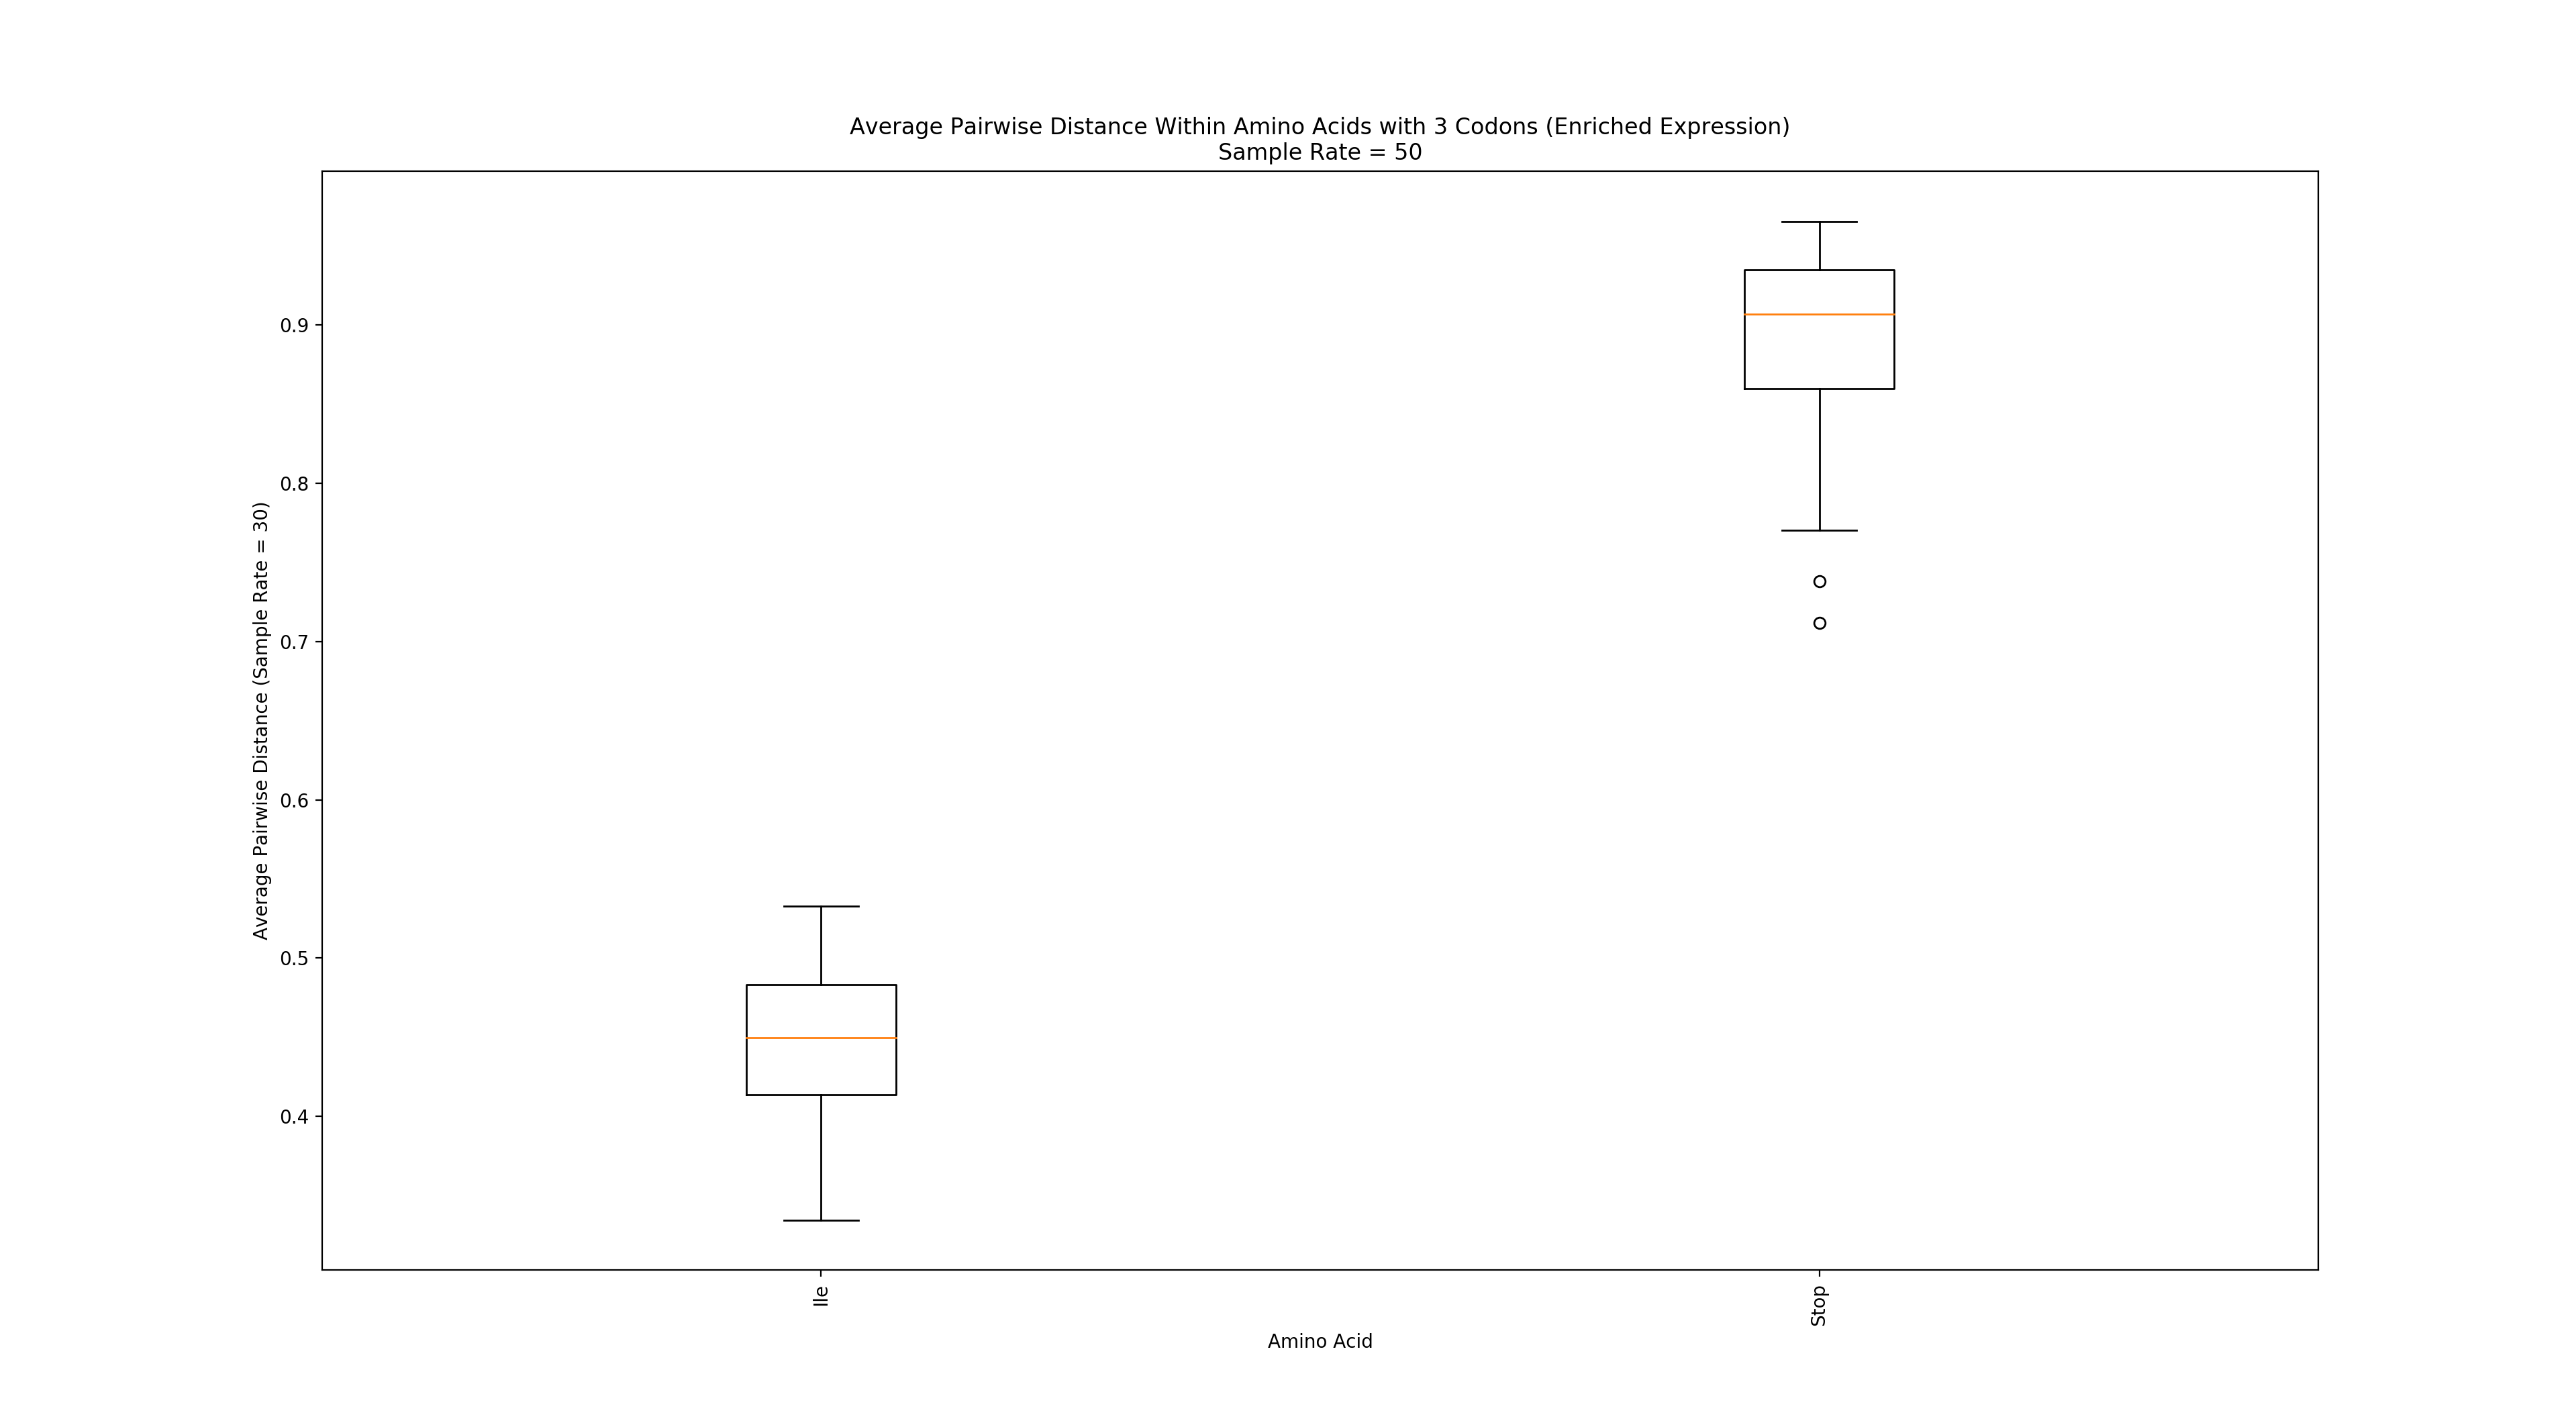 Average Pairwise Distance Within Amino Acids with 3 Codons (Enriched Expression)
Sample Rate = 50
Average Pairwise Distance (Sample Rate = 30)
0.9
0.8
0.7
0.6
0.5
0.4
Ile
Stop
Amino Acid